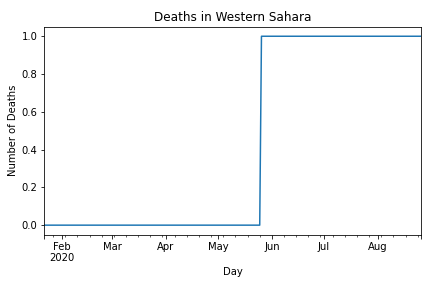 Deaths in Western Sahara
Number of Deaths
1.0
0.8
0.6
0.4
0.2
0.0
Feb Mar Apr May Jun Jul Aug
2020
Day